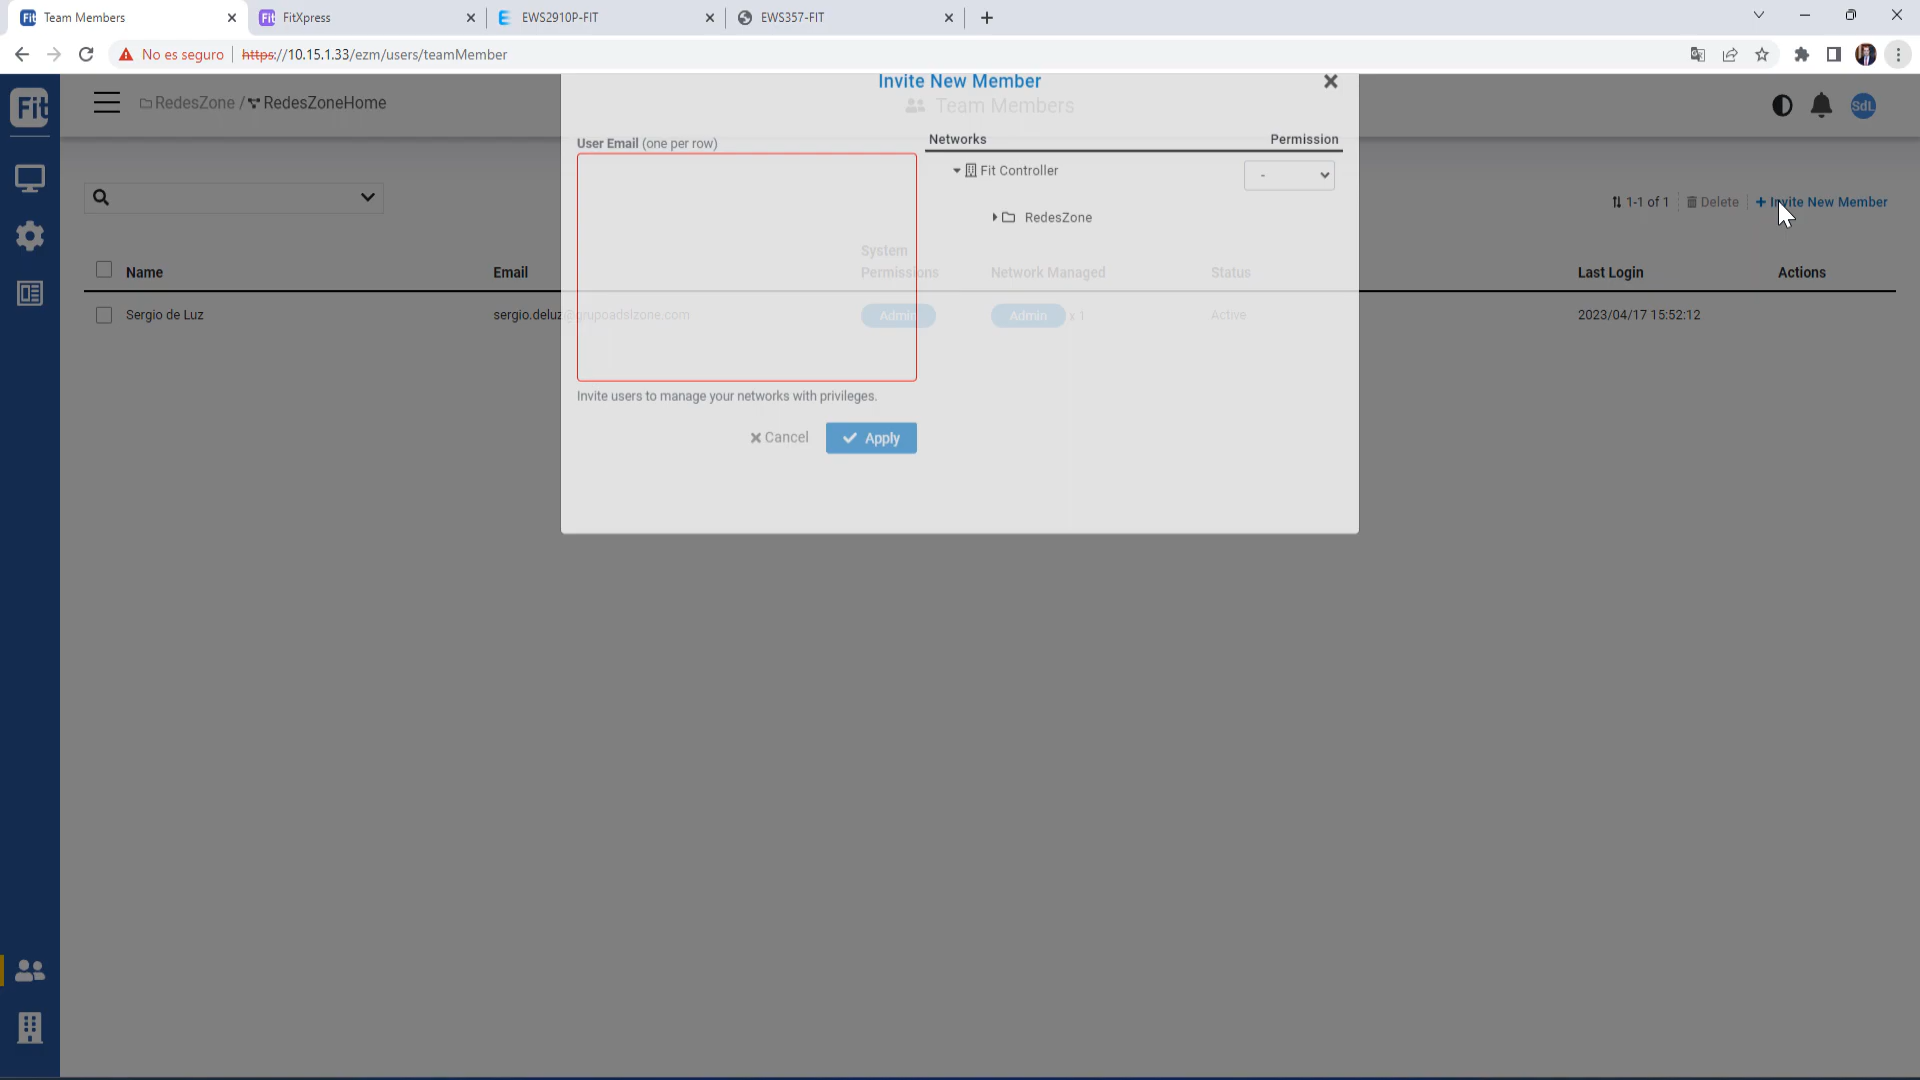 Fit Team Members
Fit FitXpress
EWS2910P-FIT
EWS357-FIT
No es seguro https://10.15.1.33/ezm/users/teamMember
Fit
RedesZone / RedesZoneHome
SdL
Invite New Member
Team Members
User Email (one per row)
Networks Permission
Fit Controller -
RedesZone
1-1 of 1 Delete + Invite New Member
Name Email System Permissions Network Managed Status Last Login Actions
Sergio de Luz sergio.deluz@grupoadslzone.com Admin Admin x 1 Active 2023/04/17 15:52:12
Invite users to manage your networks with privileges.
Cancel Apply